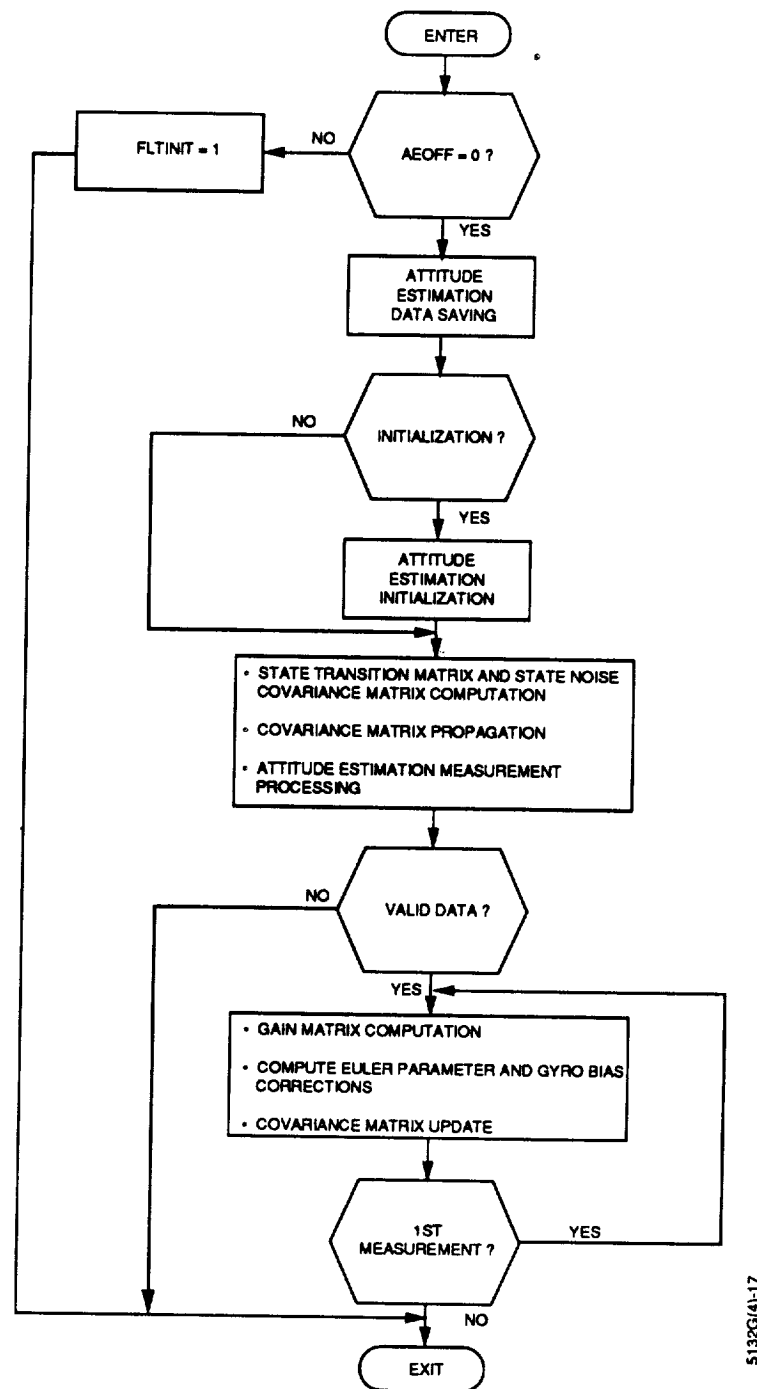 ENTER
NO
FLTINIT = 1
AEOFF = 0 ?
YES
ATTITUDE
ESTIMATION
DATA SAVING
NO
INITIALIZATION ?
YES
ATTITUDE
ESTIMATION
INITIALIZATION
• STATE TRANSITION MATRIX AND STATE NOISE
COVARIANCE MATRIX COMPUTATION
• COVARIANCE MATRIX PROPAGATION
• ATTITUDE ESTIMATION MEASUREMENT
PROCESSING
NO
VALID DATA ?
YES
• GAIN MATRIX COMPUTATION
• COMPUTE EULER PARAMETER AND GYRO BIAS
CORRECTIONS
• COVARIANCE MATRIX UPDATE
1ST
MEASUREMENT ?
YES
NO
EXIT
5132G(4)-17